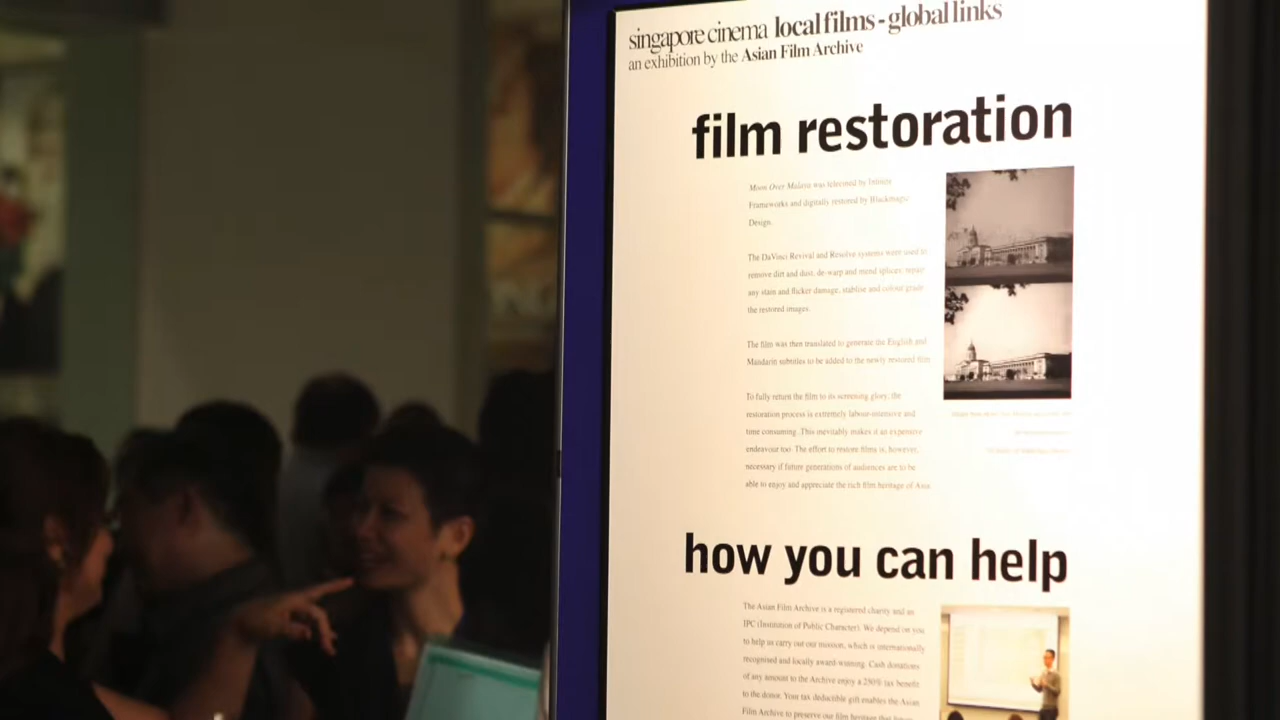 singapore cinema local films - global links
an exhibition by the Asian Film Archive
film restoration
Moon Over Malaya was telecined by Infinite
Frameworks and digitally restored by Blackmagic
Design.
The DaVinci Revival and Resolve systems were used to
remove dirt and dust, de-warp and mend splices, repair
any stain and flicker damage, stablise and colour grade
the restored images.
The film was then translated to generate the English and
Mandarin subtitles to be added to the newly restored film
To fully return the film to its screening glory, the
restoration process is extremely labour-intensive and
time consuming. This inevitably makes it an expensive
endeavour too. The effort to restore films is, however,
necessary if future generations of audiences are to be
able to enjoy and appreciate the rich film heritage of Asia
how you can help
The Asian Film Archive is a registered charity and an
IPC (Institution of Public Character). We depend on you
to help us carry out our mission, which is internationally
recognised and locally award-winning. Cash donations
of any amount to the Archive enjoy a 250% tax benefit
to the donor. Your tax deductible gift enables the Asian
Film Archive to preserve our film heritage that